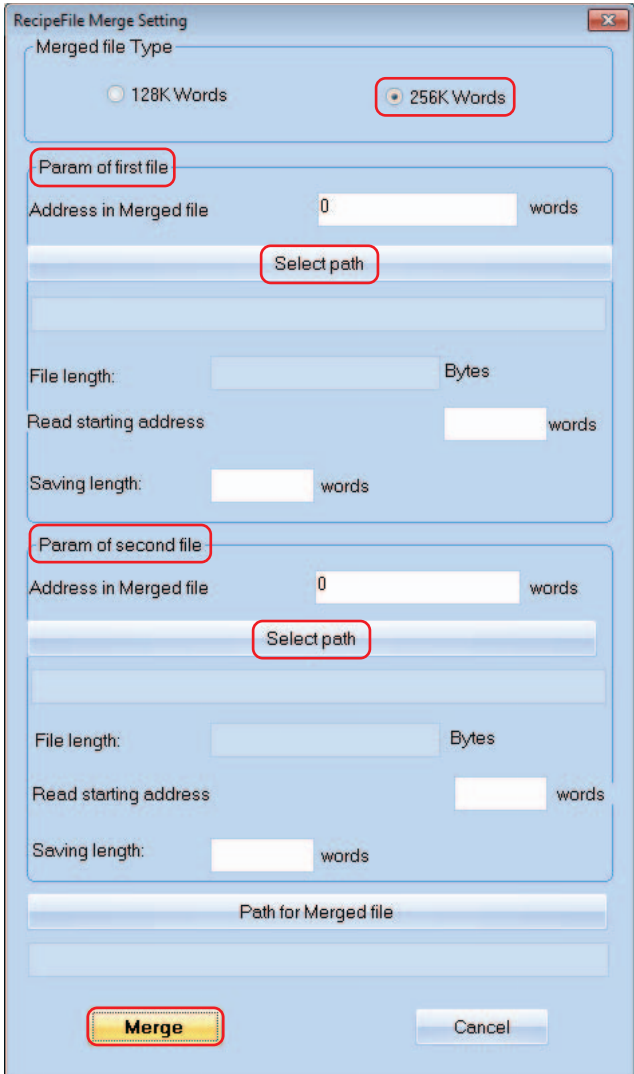 RecipeFile Merge Setting
Merged file Type
128K Words 256K Words
Param of first file
Address in Merged file 0 words
Select path
File length: Bytes
Read starting address words
Saving length: words
Param of second file
Address in Merged file 0 words
Select path
File length: Bytes
Read starting address words
Saving length: words
Path for Merged file
Merge Cancel